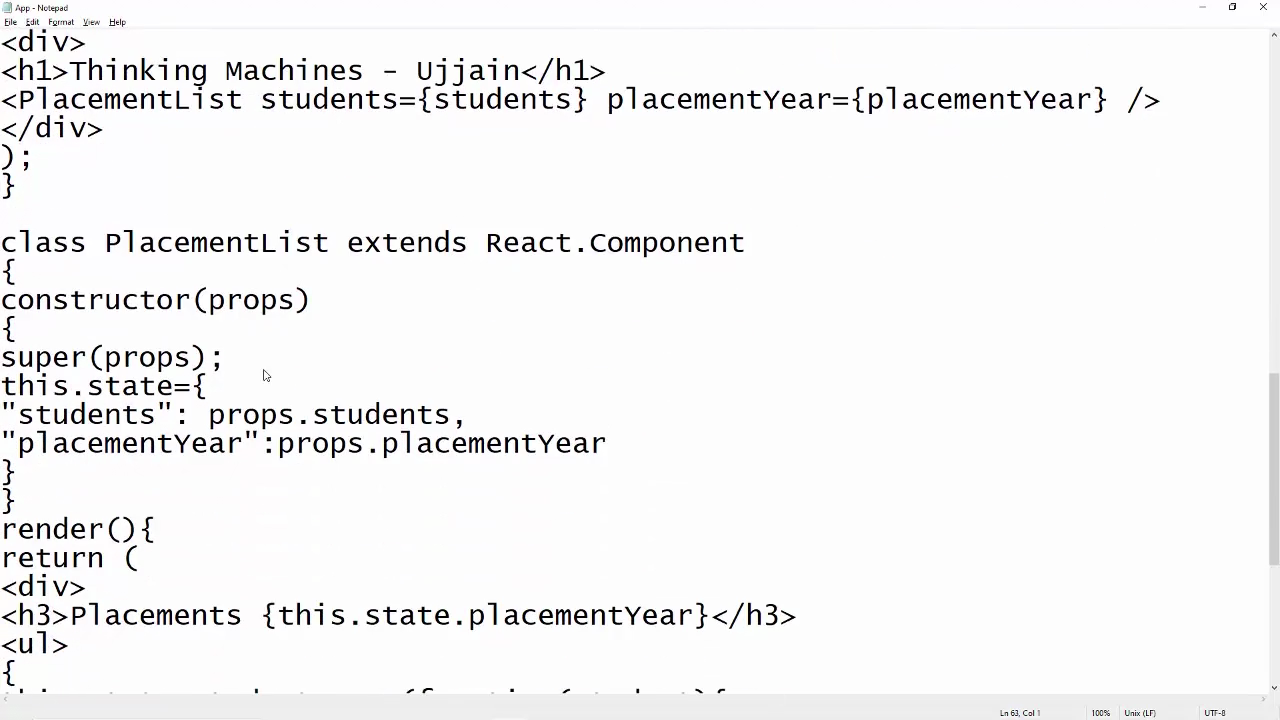 App - Notepad
File Edit Format View Help
<div>
<h1>Thinking Machines - Ujjain</h1>
<PlacementList students={students} placementYear={placementYear} />
</div>
);
}
class PlacementList extends React.Component
{
constructor(props)
{
super(props);
this.state={
"students": props.students,
"placementYear":props.placementYear
}
}
render(){
return (
<div>
<h3>Placements {this.state.placementYear}</h3>
<ul>
{
Ln 63, Col 1 100% Unix (LF) UTF-8